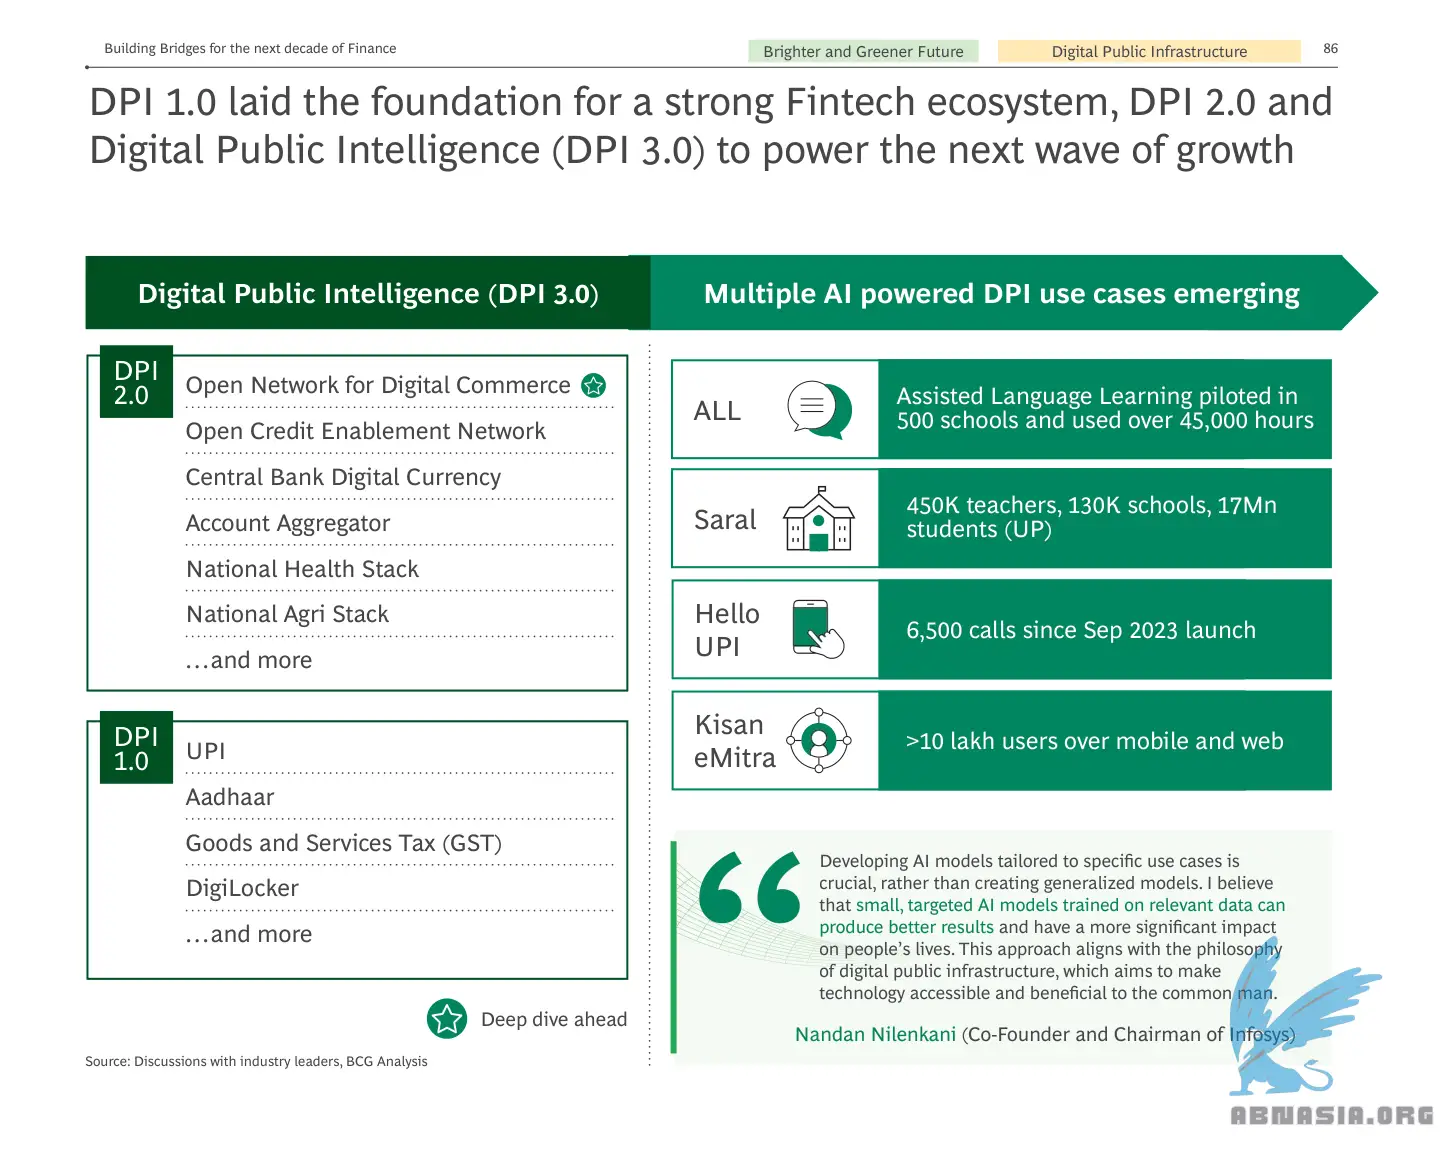 Building Bridges for the next decade of Finance
Brighter and Greener Future
Digital Public Infrastructure
86
DPI 1.0 laid the foundation for a strong Fintech ecosystem, DPI 2.0 and
Digital Public Intelligence (DPI 3.0) to power the next wave of growth
Digital Public Intelligence (DPI 3.0)
DPI
2.0
Open Network for Digital Commerce
Open Credit Enablement Network
Central Bank Digital Currency
Account Aggregator
National Health Stack
National Agri Stack
...and more
DPI
1.0
UPI
Aadhaar
Goods and Services Tax (GST)
DigiLocker
...and more
Deep dive ahead
Source: Discussions with industry leaders, BCG Analysis
Multiple AI powered DPI use cases emerging
ALL
Assisted Language Learning piloted in
500 schools and used over 45,000 hours
Saral
450K teachers, 130K schools, 17Mn
students (UP)
Hello
UPI
6,500 calls since Sep 2023 launch
Kisan
eMitra
>10 lakh users over mobile and web
Developing AI models tailored to specific use cases is
crucial, rather than creating generalized models. I believe
that small, targeted AI models trained on relevant data can
produce better results and have a more significant impact
on people's lives. This approach aligns with the philosophy
of digital public infrastructure, which aims to make
technology accessible and beneficial to the common man.
Nandan Nilenkani (Co-Founder and Chairman of Infosys)
ABNASIA.ORG